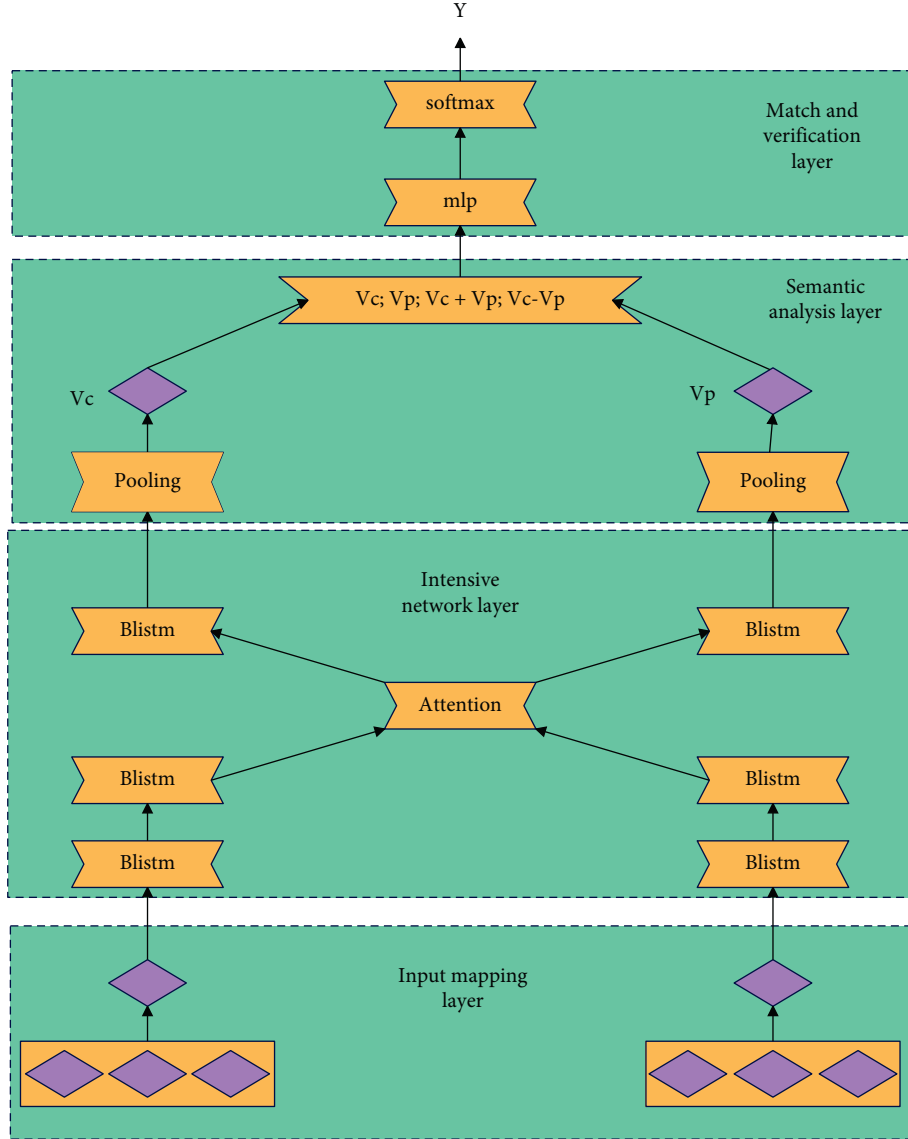 Y
softmax
Match and
verification
layer
mlp
Vc; Vp; Vc + Vp; Vc-Vp
Semantic
analysis layer
Vc
Vp
Pooling
Pooling
Intensive
network layer
Blistm
Blistm
Attention
Blistm
Blistm
Blistm
Blistm
Input mapping
layer